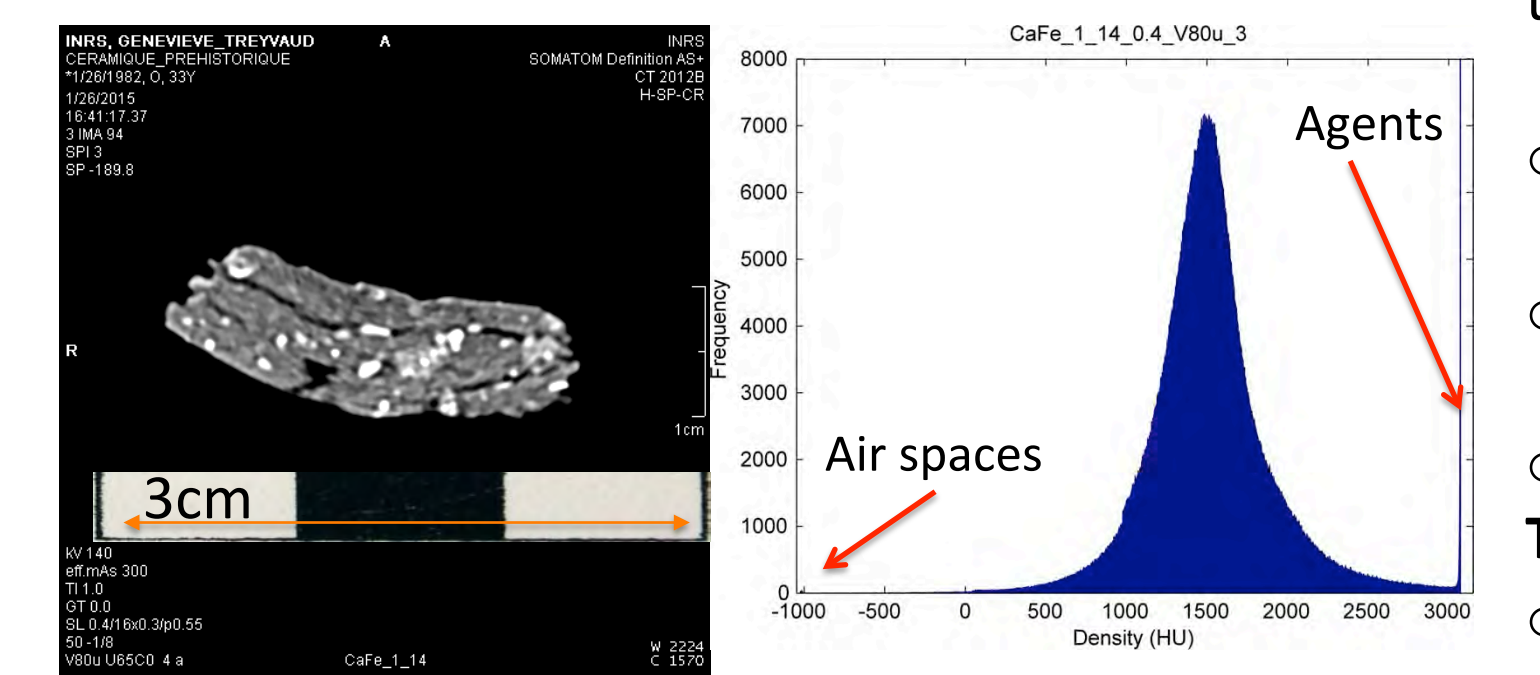 INRS, GENEVIEVE_TREYVAUD
CERAMIQUE_PREHISTORIQUE
*1/26/1982, O, 33Y
1/26/2015
16:41:17.37
3 IMA 94
SPI 3
SP -189.8
A
INRS
SOMATOM Definition AS+
CT 2012B
H-SP-CR
R
1cm
3cm
kV 140
eff.mAs 300
TI 1.0
GT 0.0
SL 0.4/16x0.3/p0.55
50 -1/8
V80u U65C0 4 a
CaFe_1_14
W 2224
C 1570
CaFe_1_14_0.4_V80u_3
8000
7000
6000
5000
4000
3000
2000
1000
0
Frequency
Agents
Air spaces
-1000 -500 0 500 1000 1500 2000 2500 3000
Density (HU)